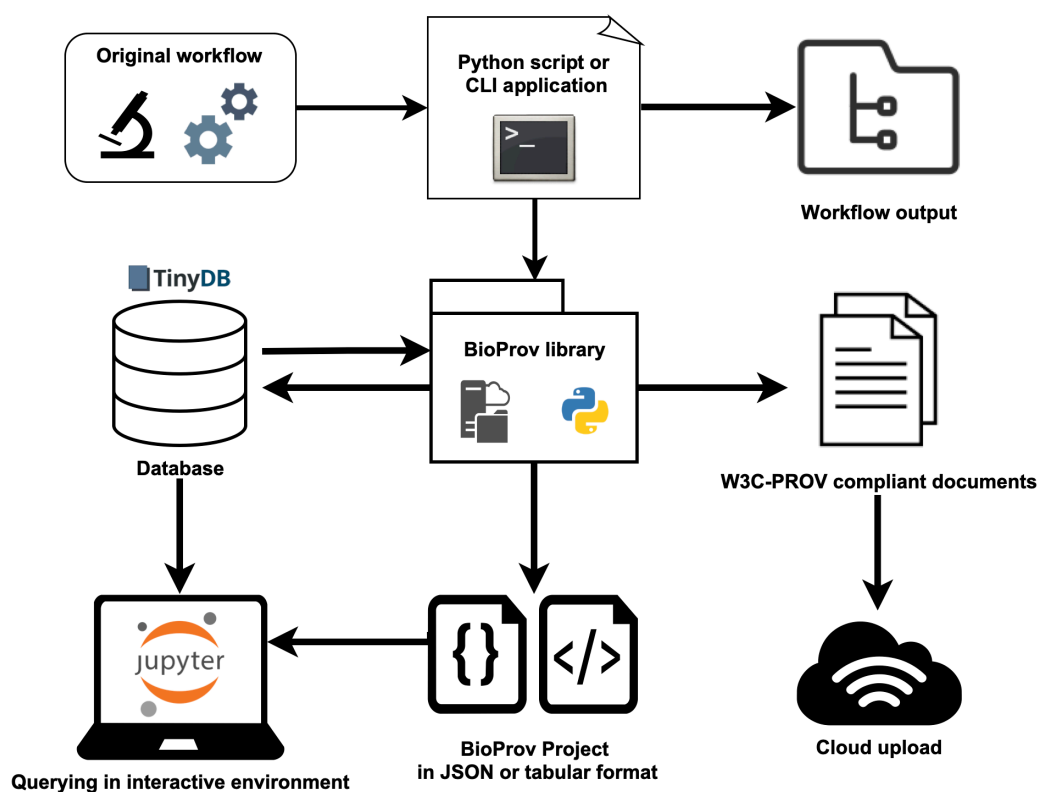 Original workflow
Python script or
CLI application
>_
Workflow output
TinyDB
BioProv library
Database
W3C-PROV compliant documents
Jupyter
{}
</>
BioProv Project
in JSON or tabular format
Cloud upload
Querying in interactive environment